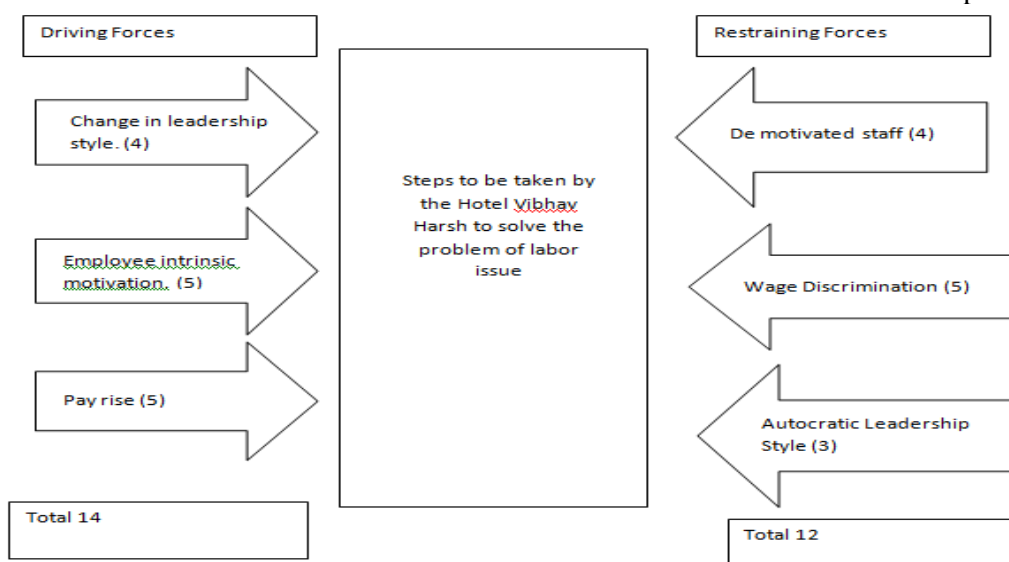 Driving Forces
Restraining Forces
Change in leadership
style. (4)
De motivated staff (4)
Steps to be taken by
the Hotel Vibhav
Harsh to solve the
problem of labor
issue
Employee intrinsic
motivation. (5)
Wage Discrimination (5)
Pay rise (5)
Autocratic Leadership
Style (3)
Total 14
Total 12